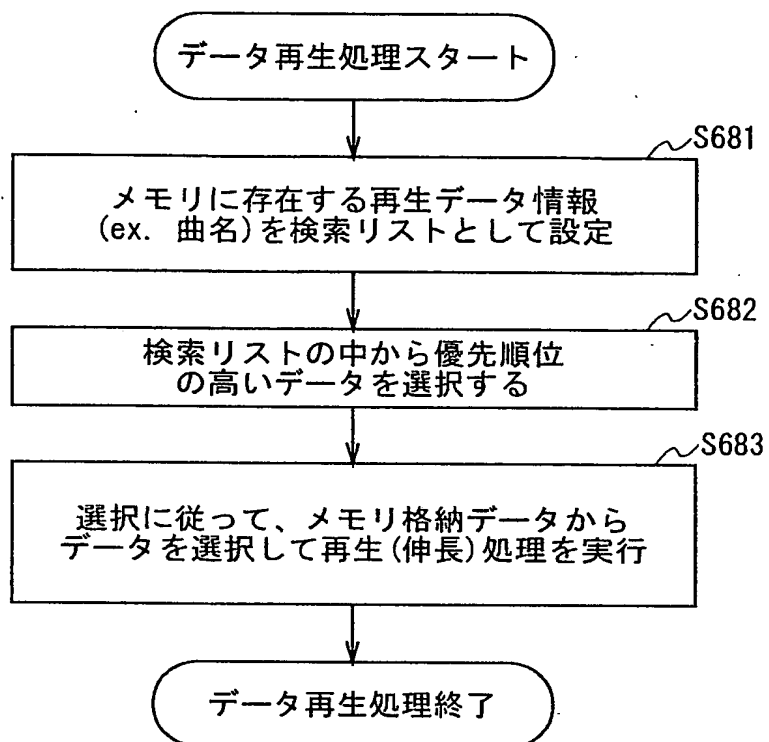 データ再生処理スタート
S681
メモリに存在する再生データ情報
(ex. 曲名)を検索リストとして設定
S682
検索リストの中から優先順位
の高いデータを選択する
S683
選択に従って、メモリ格納データから
データを選択して再生(伸長)処理を実行
データ再生処理終了